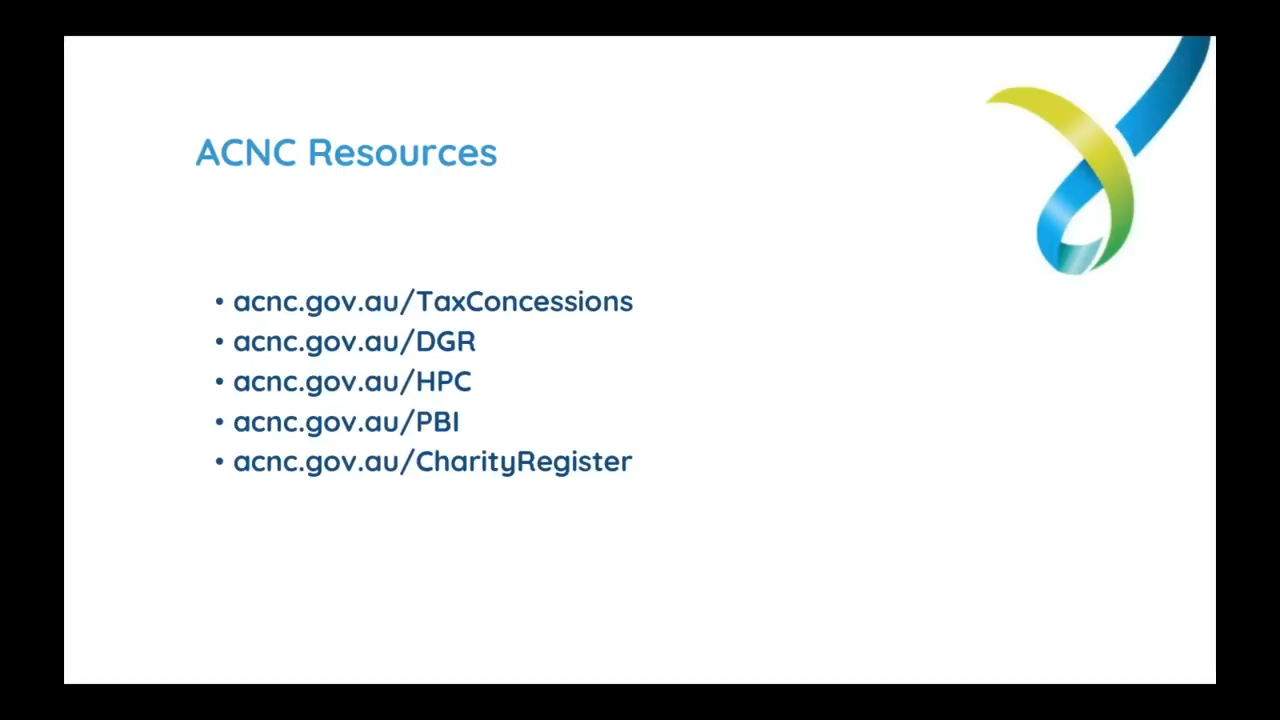 ACNC Resources
• acnc.gov.au/TaxConcessions
• acnc.gov.au/DGR
• acnc.gov.au/HPC
• acnc.gov.au/PBI
• acnc.gov.au/CharityRegister